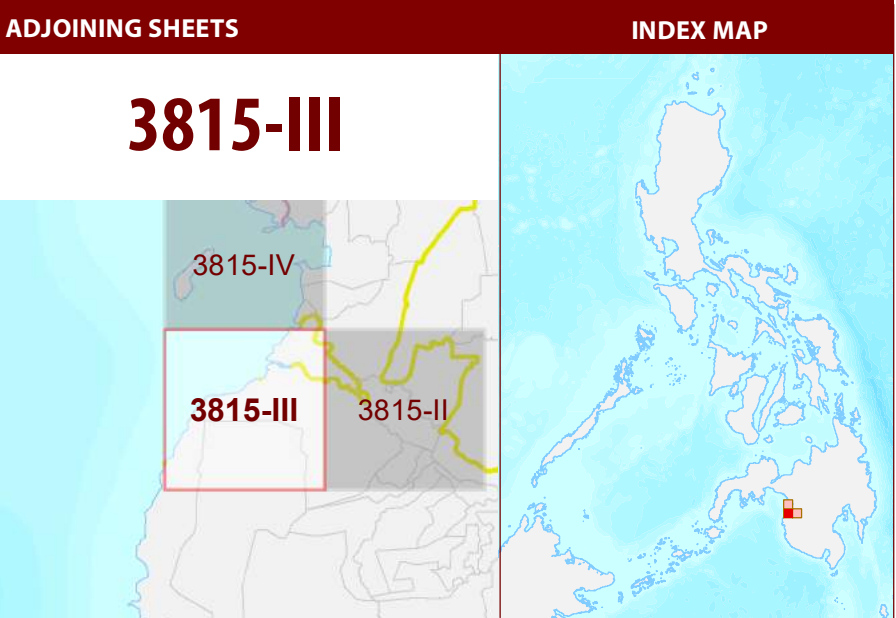 ADJOINING SHEETS
INDEX MAP
3815-III
3815-IV
3815-III
3815-II